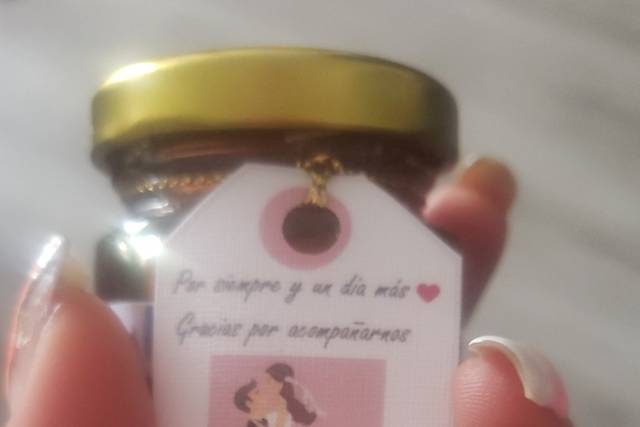 Por siempre y un día más
Gracias por acompañarnos